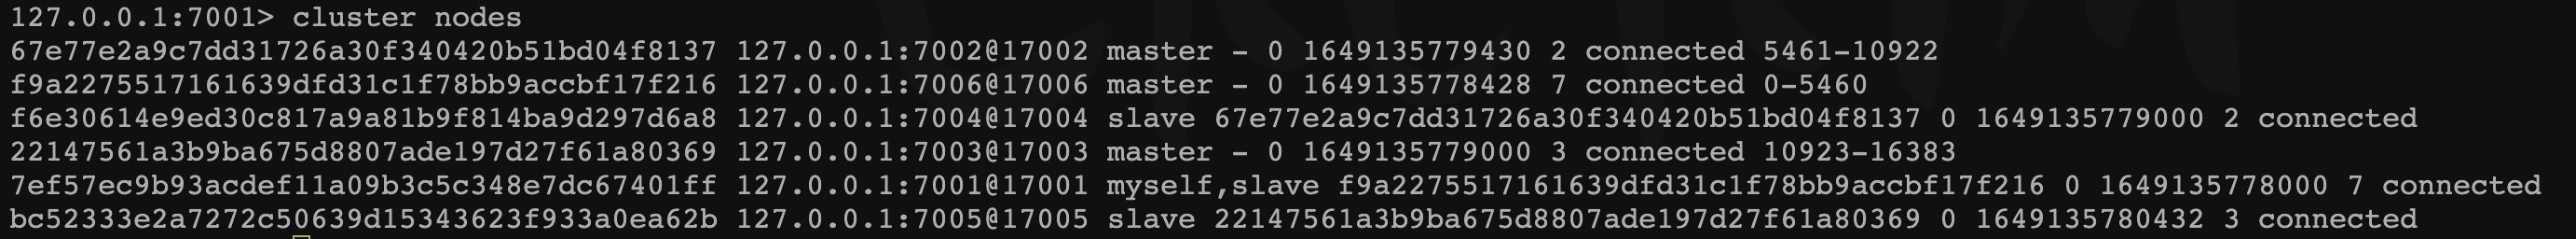 127.0.0.1:7001> cluster nodes
67e77e2a9c7dd31726a30f340420b51bd04f8137 127.0.0.1:7002@17002 master - 0 1649135779430 2 connected 5461-10922
f9a2275517161639dfd31c1f78bb9accbf17f216 127.0.0.1:7006@17006 master - 0 1649135778428 7 connected 0-5460
f6e30614e9ed30c817a9a81b9f814ba9d297d6a8 127.0.0.1:7004@17004 slave 67e77e2a9c7dd31726a30f340420b51bd04f8137 0 1649135779000 2 connected
22147561a3b9ba675d8807ade197d27f61a80369 127.0.0.1:7003@17003 master - 0 1649135779000 3 connected 10923-16383
7ef57ec9b93acdef11a09b3c5c348e7dc67401ff 127.0.0.1:7001@17001 myself,slave f9a2275517161639dfd31c1f78bb9accbf17f216 0 1649135778000 7 connected
bc52333e2a7272c50639d15343623f933a0ea62b 127.0.0.1:7005@17005 slave 22147561a3b9ba675d8807ade197d27f61a80369 0 1649135780432 3 connected